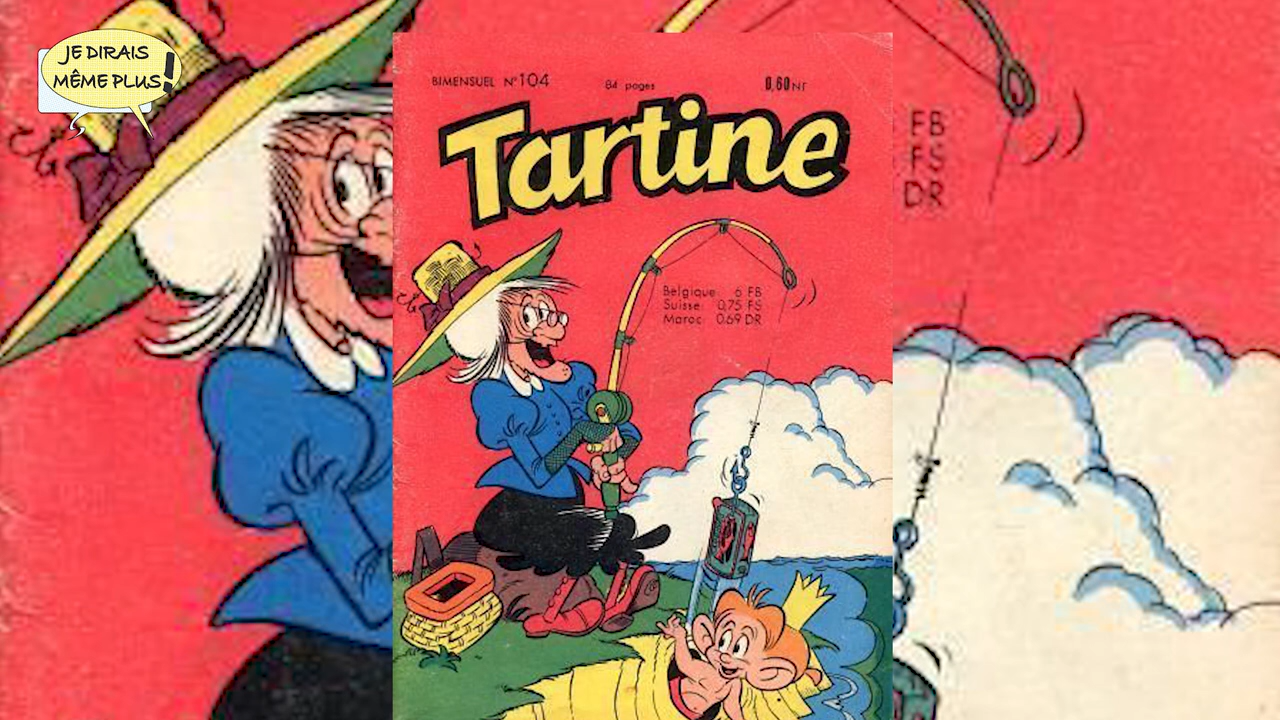 JE DIRAIS
MÊME PLUS!
BIMENSUEL N° 104 84 pages 0,60 NF
Tartine
Belgique: 6 FB
Suisse: 0,75 FS
Maroc: 0,69 DR
FB
FS
DR